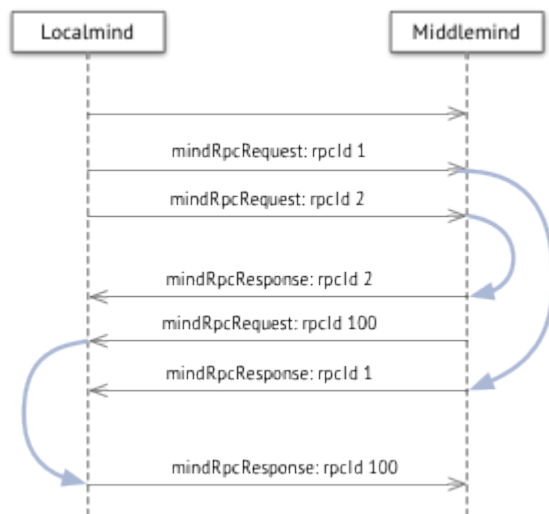 Localmind
Middlemind
mindRpcRequest: rpcId 1
mindRpcRequest: rpcId 2
mindRpcResponse: rpcId 2
mindRpcRequest: rpcId 100
mindRpcResponse: rpcId 1
mindRpcResponse: rpcId 100